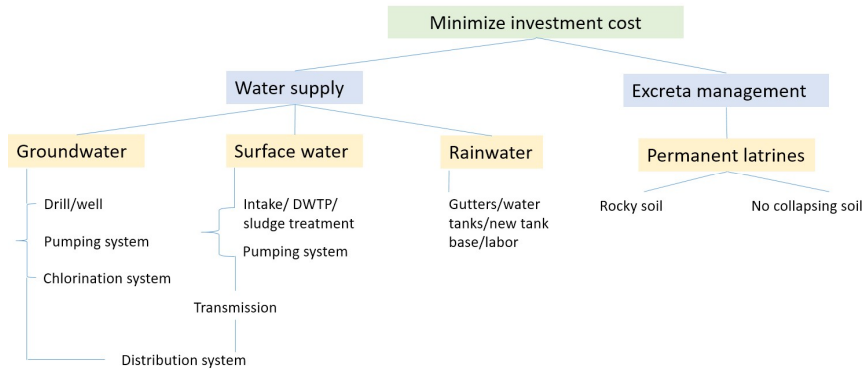 Minimize investment cost
Water supply
Excreta management
Groundwater
Surface water
Rainwater
Permanent latrines
Drill/well
Pumping system
Chlorination system
Intake/ DWTP/
sludge treatment
Pumping system
Transmission
Distribution system
Gutters/water
tanks/new tank
base/labor
Rocky soil
No collapsing soil